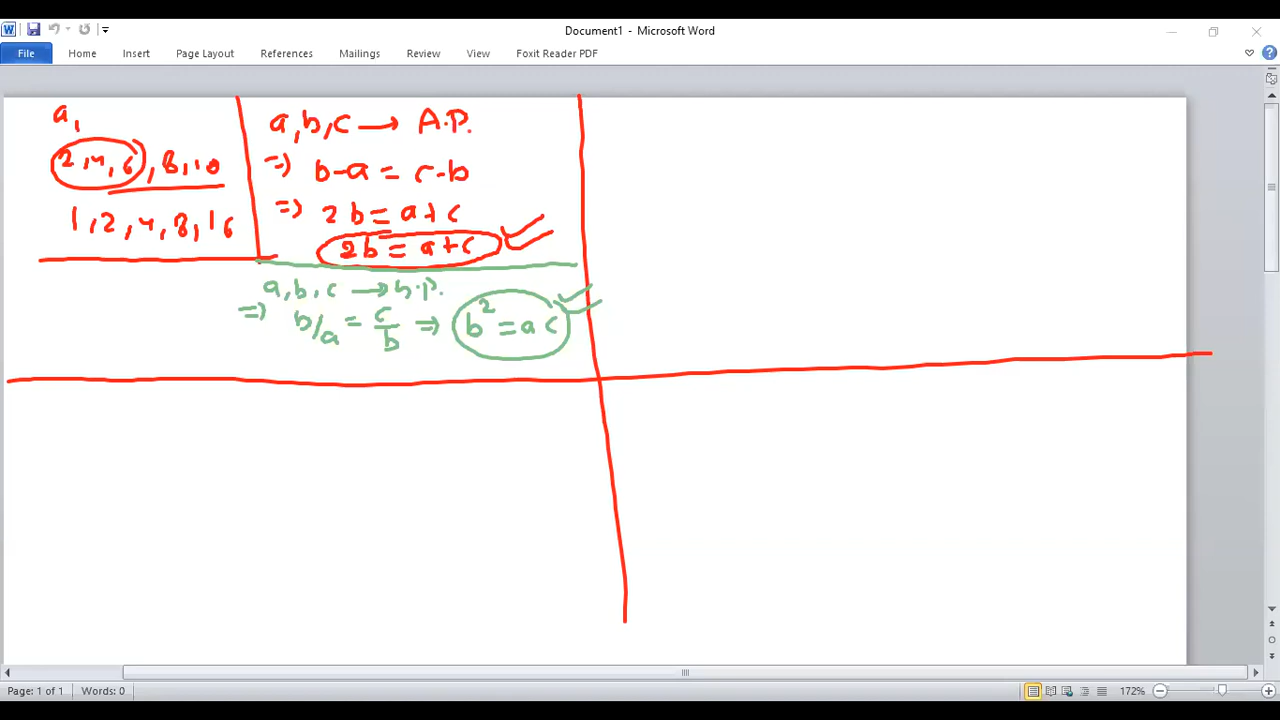 Document1 - Microsoft Word
File Home Insert Page Layout References Mailings Review View Foxit Reader PDF
a,
2,4,6, 8,10
1,2,4,8,16
a,b,c → A.P.
⇒ b-a = c-b
⇒ 2b = a+c
2b = a+c
a,b,c → G.P.
⇒ b/a = c/b ⇒ b² = ac
Page: 1 of 1 Words: 0 172%